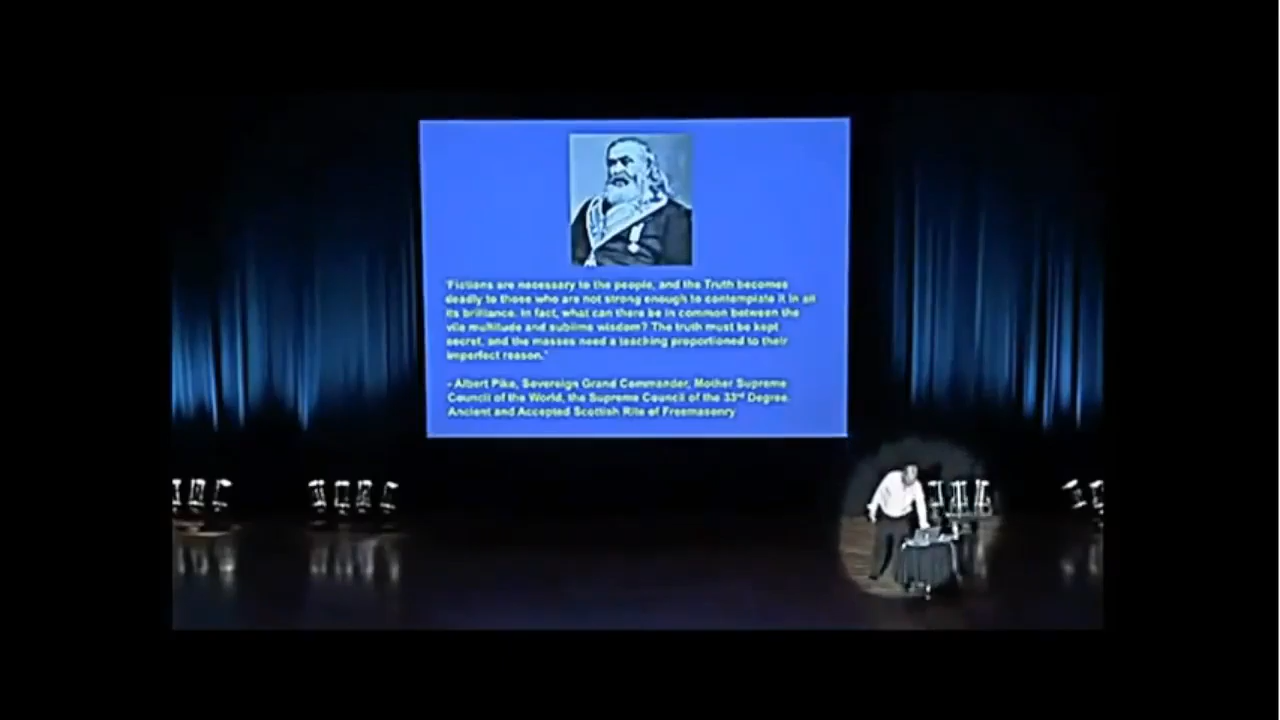 'Fictions are necessary to the people, and the Truth becomes
deadly to those who are not strong enough to contemplate it in all
its brilliance. In fact, what can there be in common between the
vile multitude and sublime wisdom? The truth must be kept
secret, and the masses need a teaching proportioned to their
imperfect reason.'
- Albert Pike, Sovereign Grand Commander, Mother Supreme
Council of the World, the Supreme Council of the 33rd Degree.
Ancient and Accepted Scottish Rite of Freemasonry